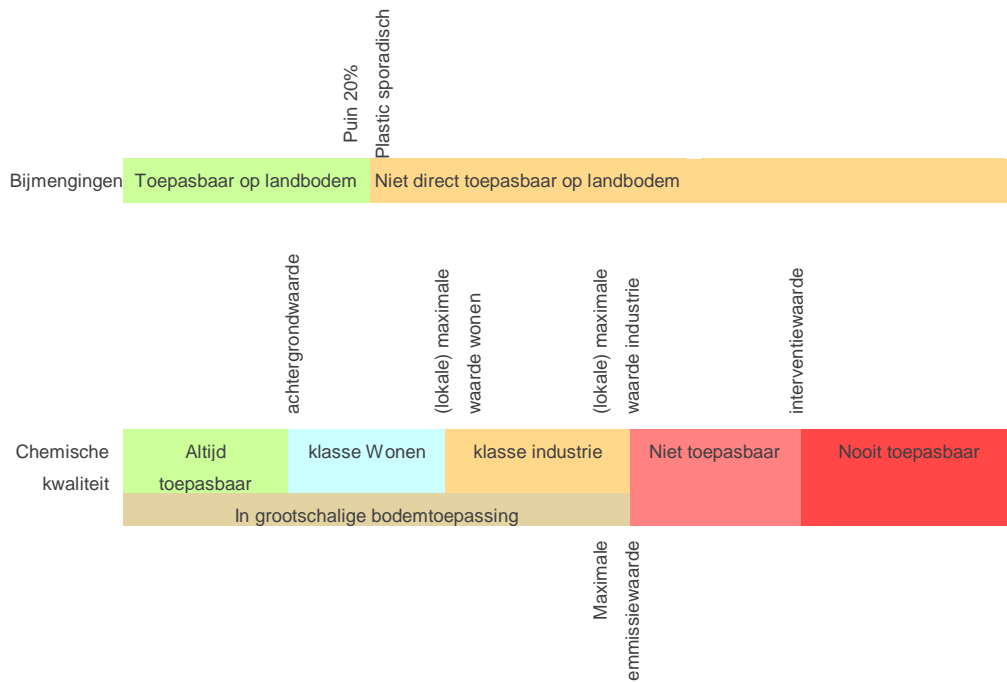 Puin 20%
Plastic sporadisch
Bijmengingen
Toepasbaar op landbodem
Niet direct toepasbaar op landbodem
achtergrondwaarde
(lokale) maximale
waarde wonen
(lokale) maximale
waarde industrie
interventiewaarde
Chemische
kwaliteit
Altijd
toepasbaar
klasse Wonen
klasse industrie
Niet toepasbaar
Nooit toepasbaar
In grootschalige bodemtoepassing
Maximale
emmissiewaarde